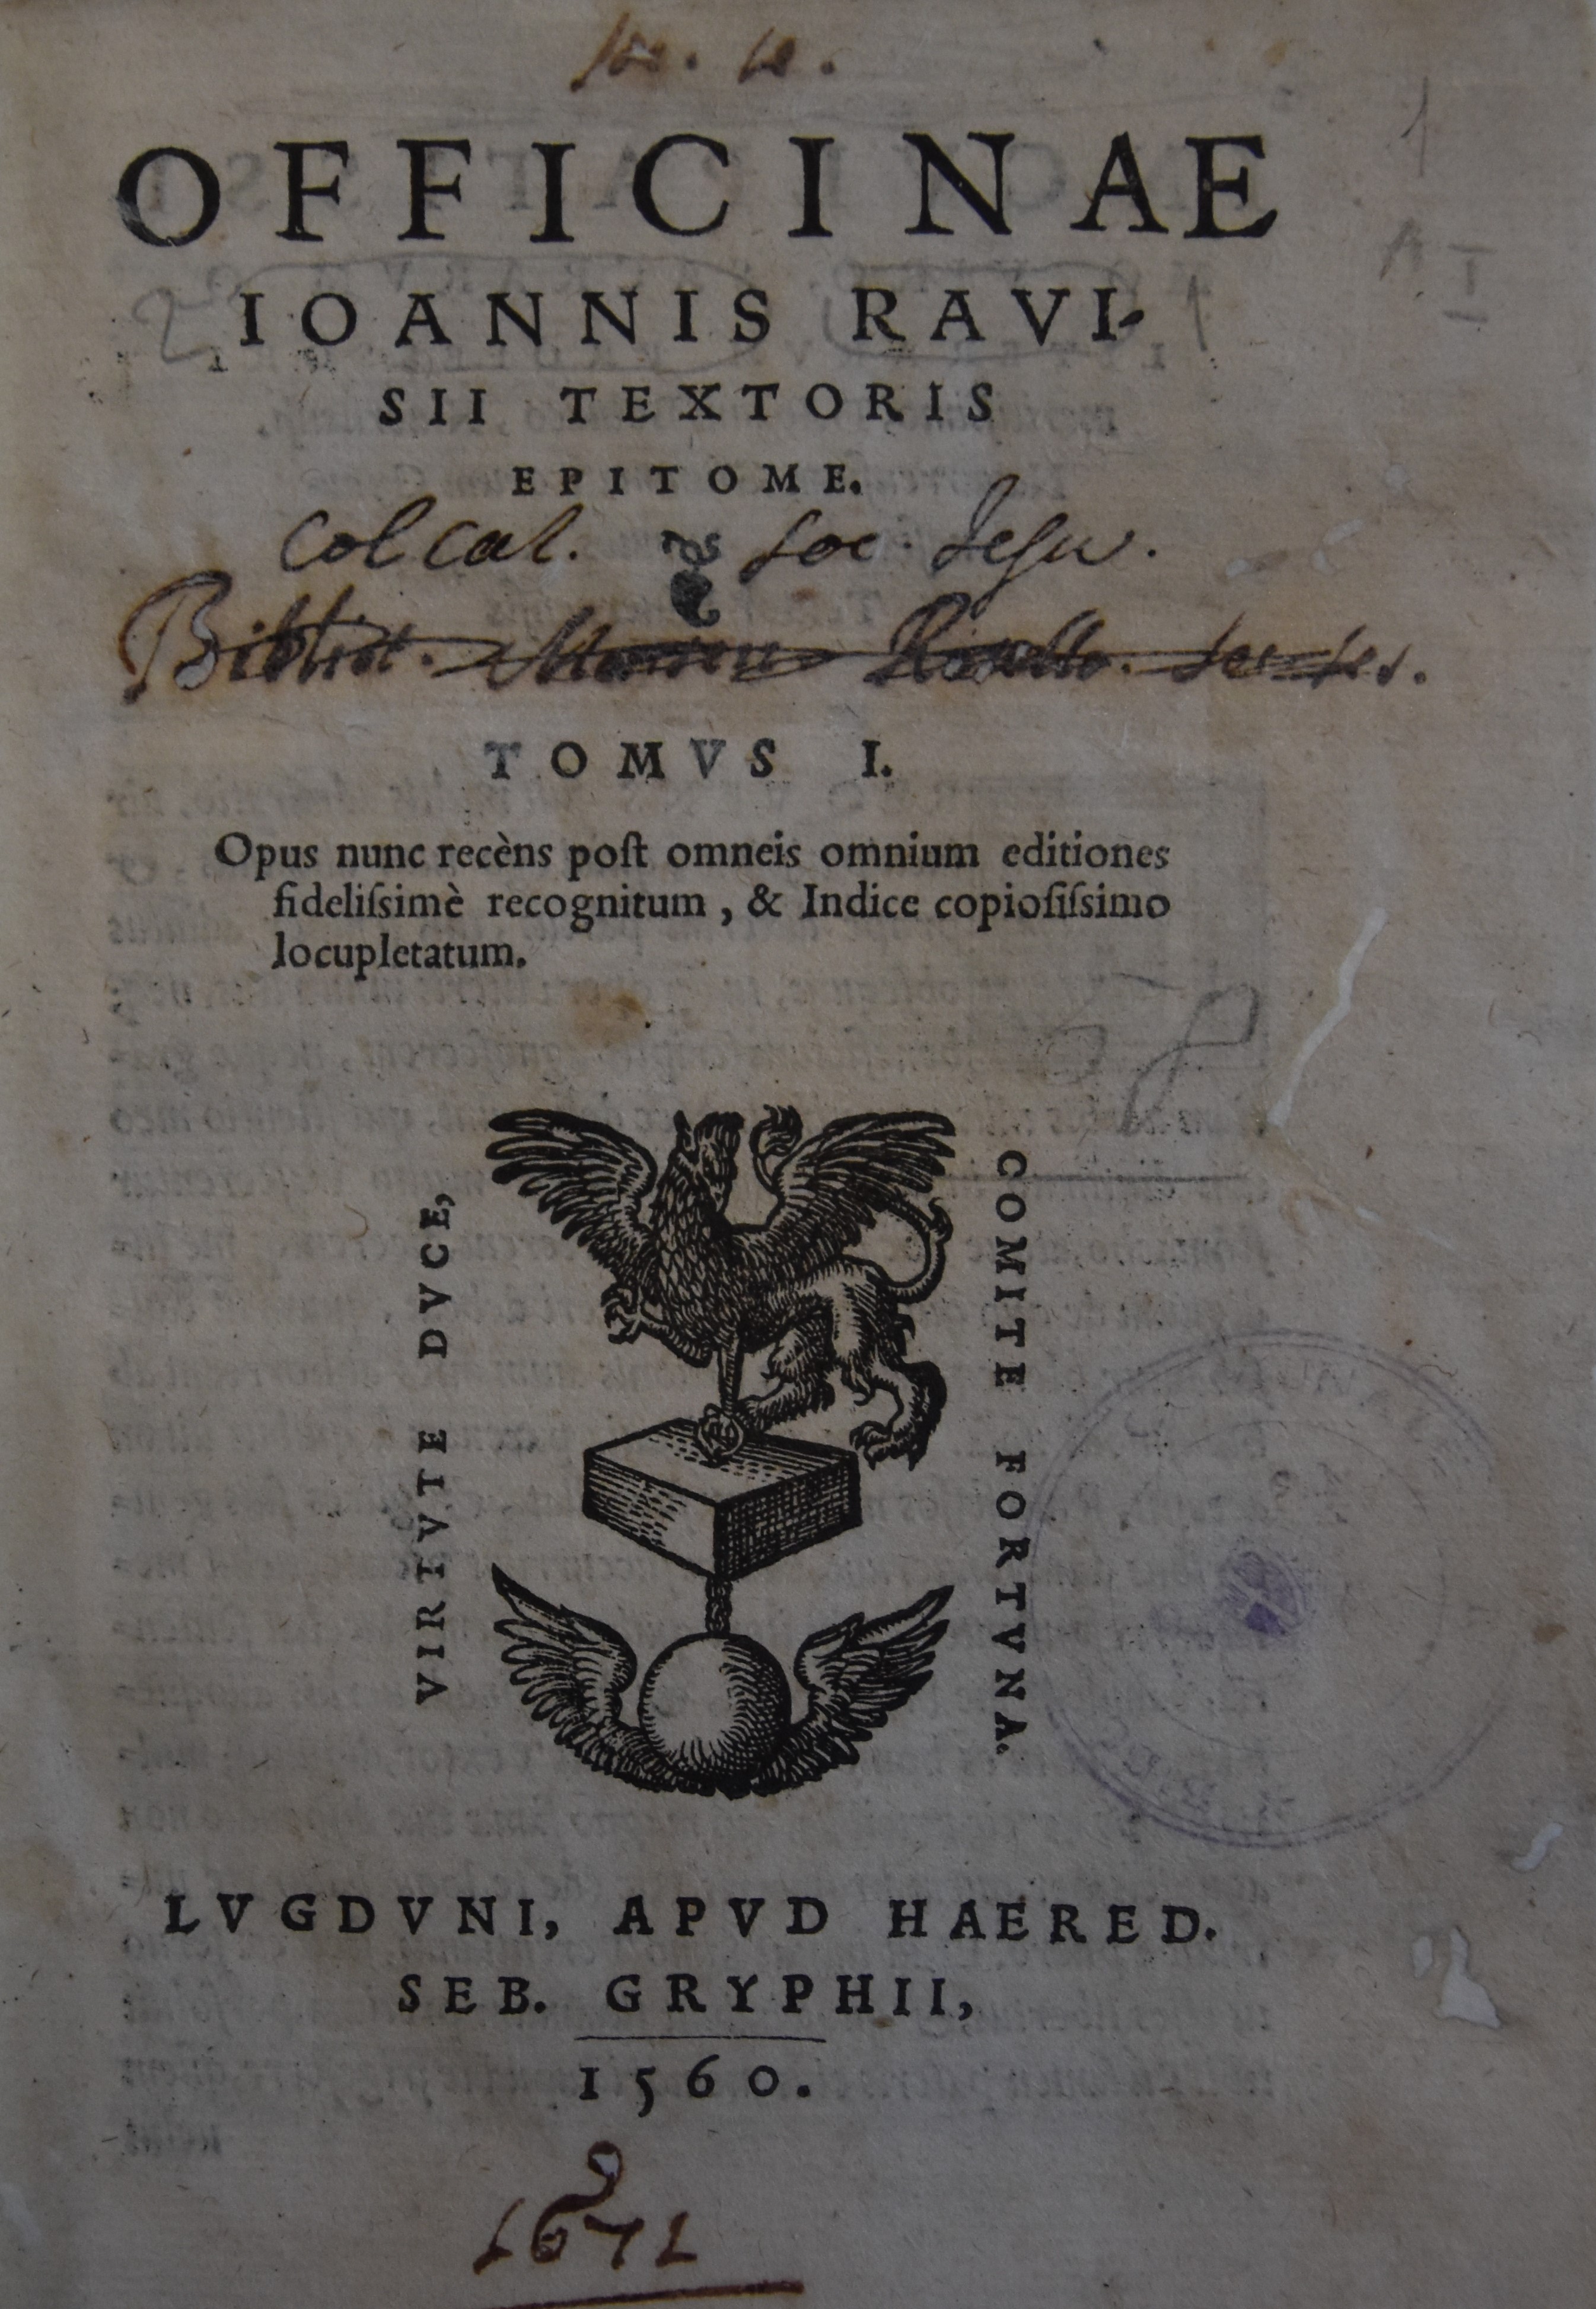 OFFICINAE
IOANNIS RAVI-
SII TEXTORIS
EPITOME.
Col Cal. Soc. Jesu.
Bibliot.
TOMVS I.
Opus nunc recèns poſt omneis omnium editiones
fideliſsimè recognitum, & Indice copioſiſsimo
locupletatum.
VIRTVTE DVCE,
COMITE FORTVNA.
LVGDVNI, APVD HAERED.
SEB. GRYPHII,
1560.